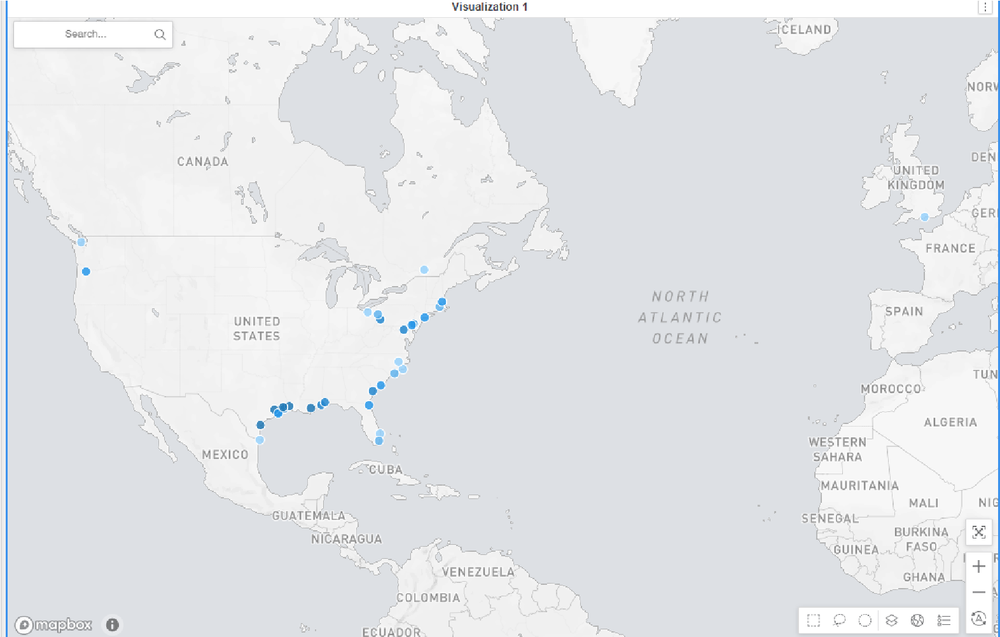 Visualization 1
Search...
ICELAND
NORW
CANADA
DEN
UNITED
KINGDOM
GER
FRANCE
NORTH
ATLANTIC
OCEAN
SPAIN
UNITED
STATES
TUN
MOROCCO
ALGERIA
WESTERN
SAHARA
MEXICO
CUBA
MAURITANIA
MALI
NIG
GUATEMALA
SENEGAL
BURKINA
FASO
NICARAGUA
GUINEA
VENEZUELA
GHANA
COLOMBIA
mapbox
ECUADOR